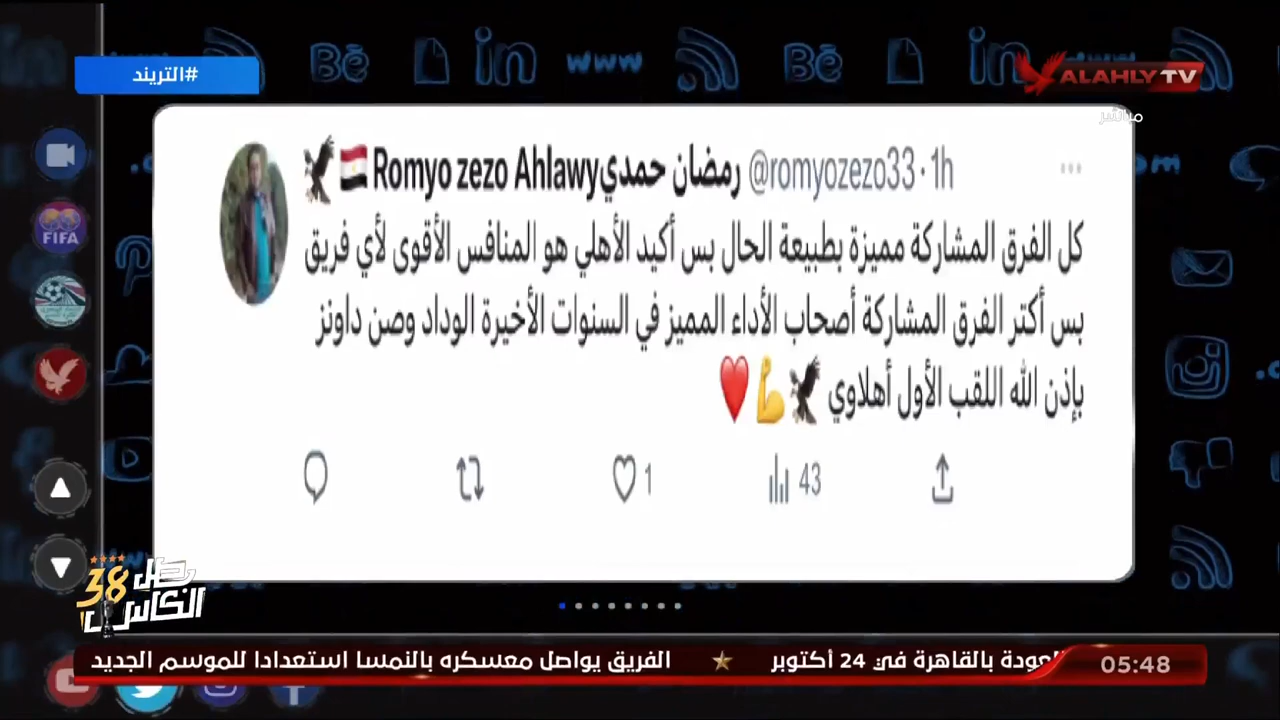 #التريند
ALAHLY TV
مباشر
🦅🇪🇬Romyo zezo Ahlawyرمضان حمدي @romyozezo33 · 1h
كل الفرق المشاركة مميزة بطبيعة الحال بس أكيد الأهلي هو المنافس الأقوى لأي فريق
بس أكتر الفرق المشاركة أصحاب الأداء المميز في السنوات الأخيرة الوداد وصن داونز
بإذن الله اللقب الأول أهلاوي 🦅💪❤️
1
43
FIFA
38
بطل
الكاس
العودة بالقاهرة في 24 أكتوبر ★ الفريق يواصل معسكره بالنمسا استعدادا للموسم الجديد
05:48